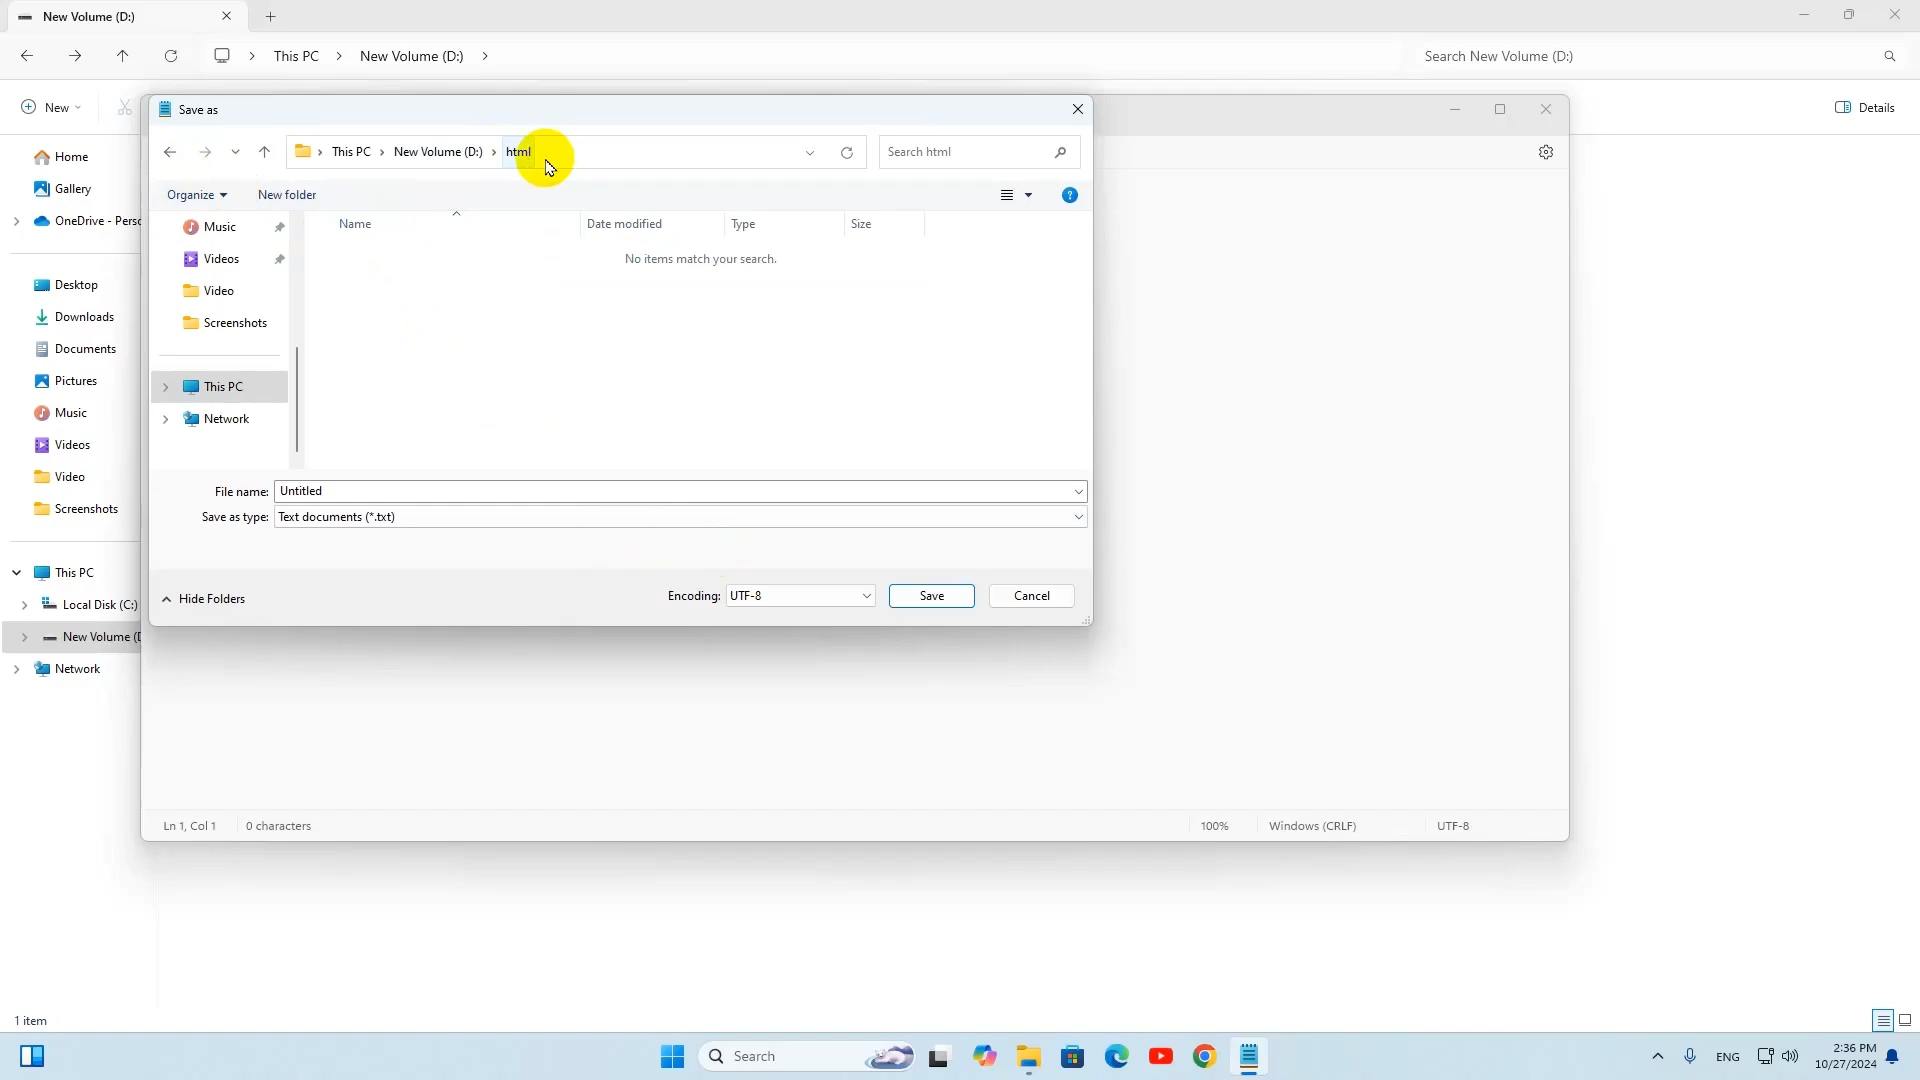 New Volume (D:)
This PC > New Volume (D:) >
Search New Volume (D:)
New
Details
Save as
This PC > New Volume (D:) > html
Search html
Organize
New folder
Home
Gallery
OneDrive - Perso
Desktop
Downloads
Documents
Pictures
Music
Videos
Video
Screenshots
This PC
Local Disk (C:)
New Volume (D
Network
Music
Videos
Video
Screenshots
This PC
Network
Name
Date modified
Type
Size
No items match your search.
File name: Untitled
Save as type: Text documents (*.txt)
Hide Folders
Encoding: UTF-8
Save
Cancel
Ln 1, Col 1
0 characters
100%
Windows (CRLF)
UTF-8
1 item
Search
ENG
2:36 PM
10/27/2024